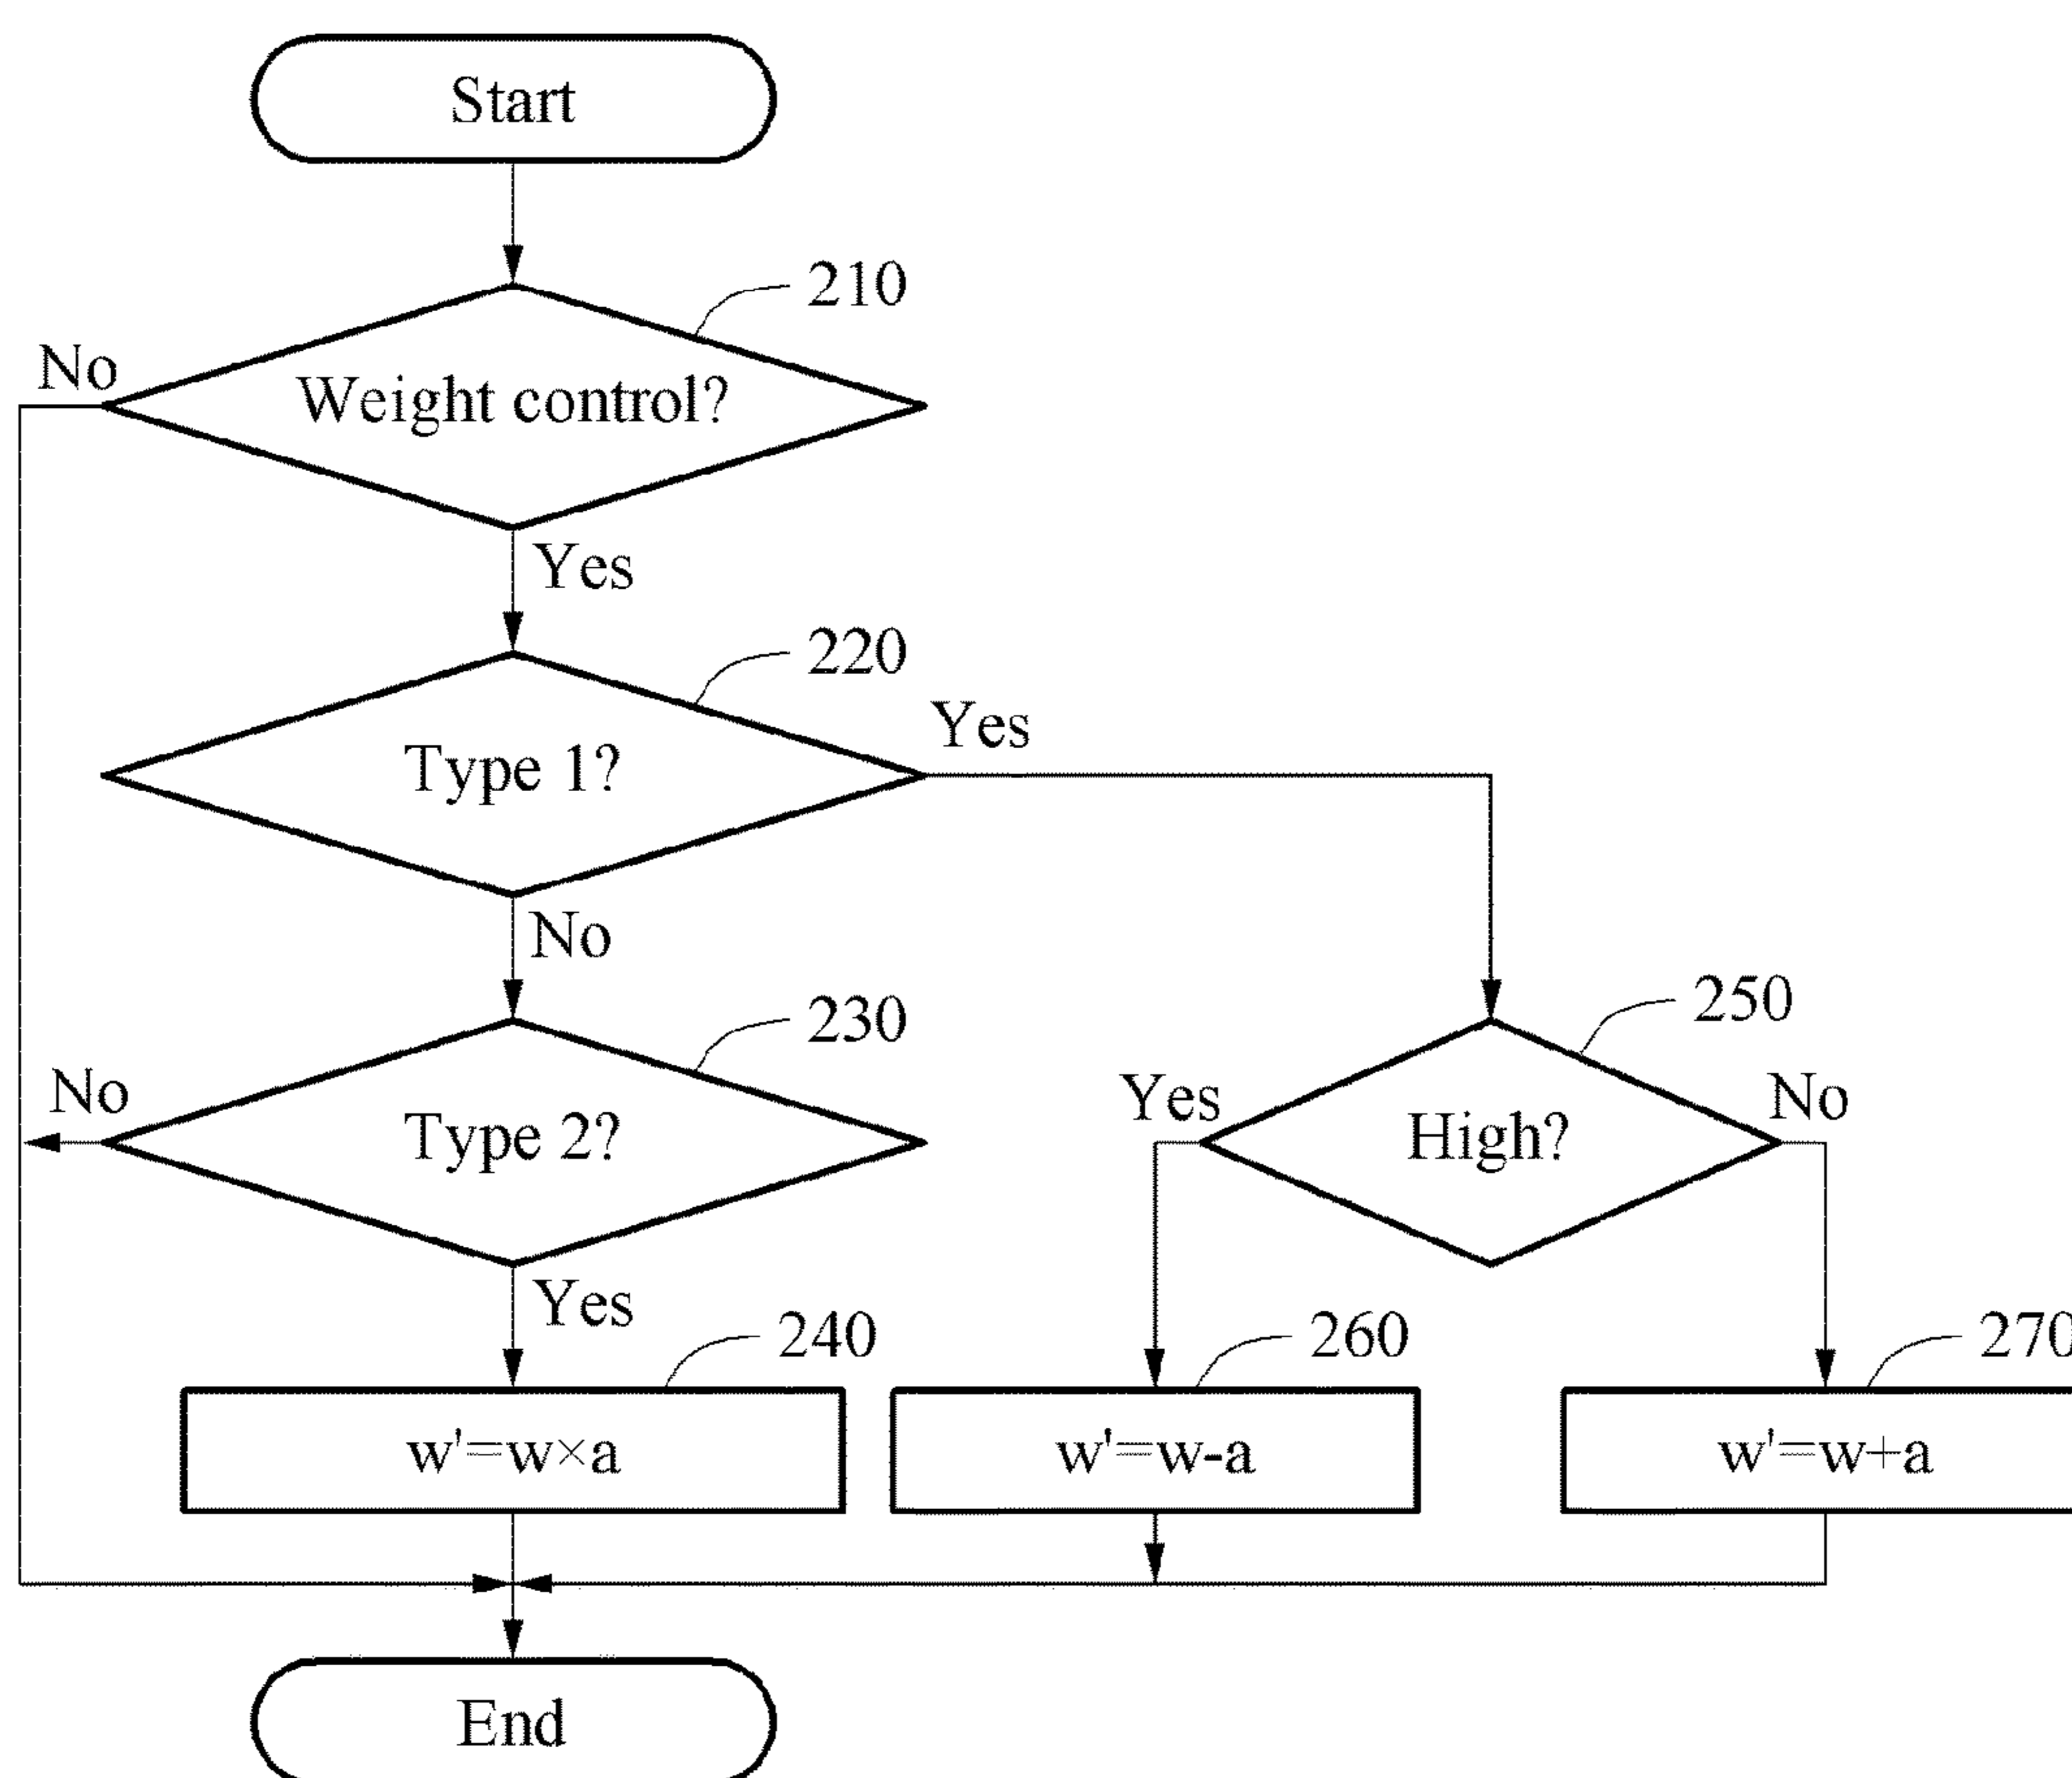 Start
210
No
Weight control?
Yes
220
Yes
Type 1?
No
230
250
No
Type 2?
Yes
High?
No
Yes
240
260
270
w'=w×a
w'=w-a
w'=w+a
End